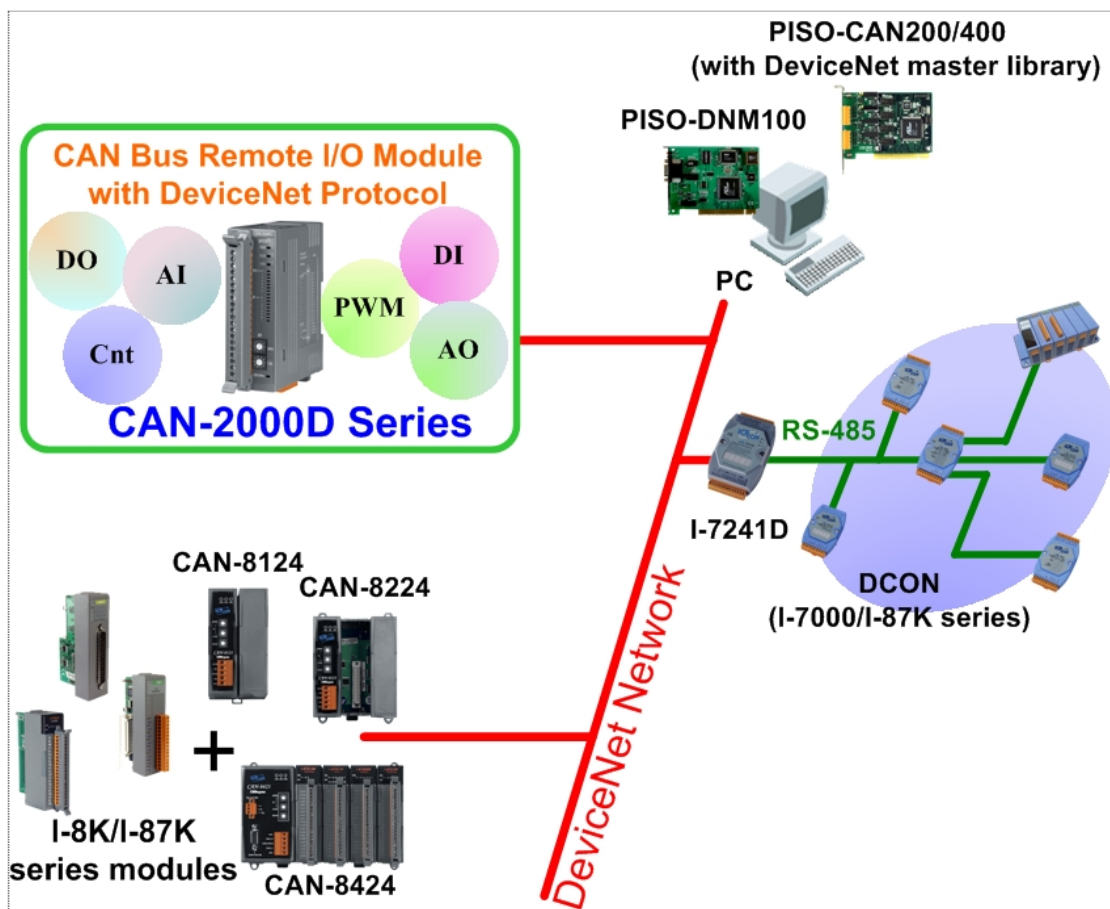 PISO-CAN200/400
(with DeviceNet master library)
PISO-DNM100
CAN Bus Remote I/O Module
with DeviceNet Protocol
DO
AI
DI
PWM
Cnt
AO
CAN-2000D Series
PC
RS-485
I-7241D
DCON
(I-7000/I-87K series)
DeviceNet Network
CAN-8124
CAN-8224
+
I-8K/I-87K
series modules
CAN-8424